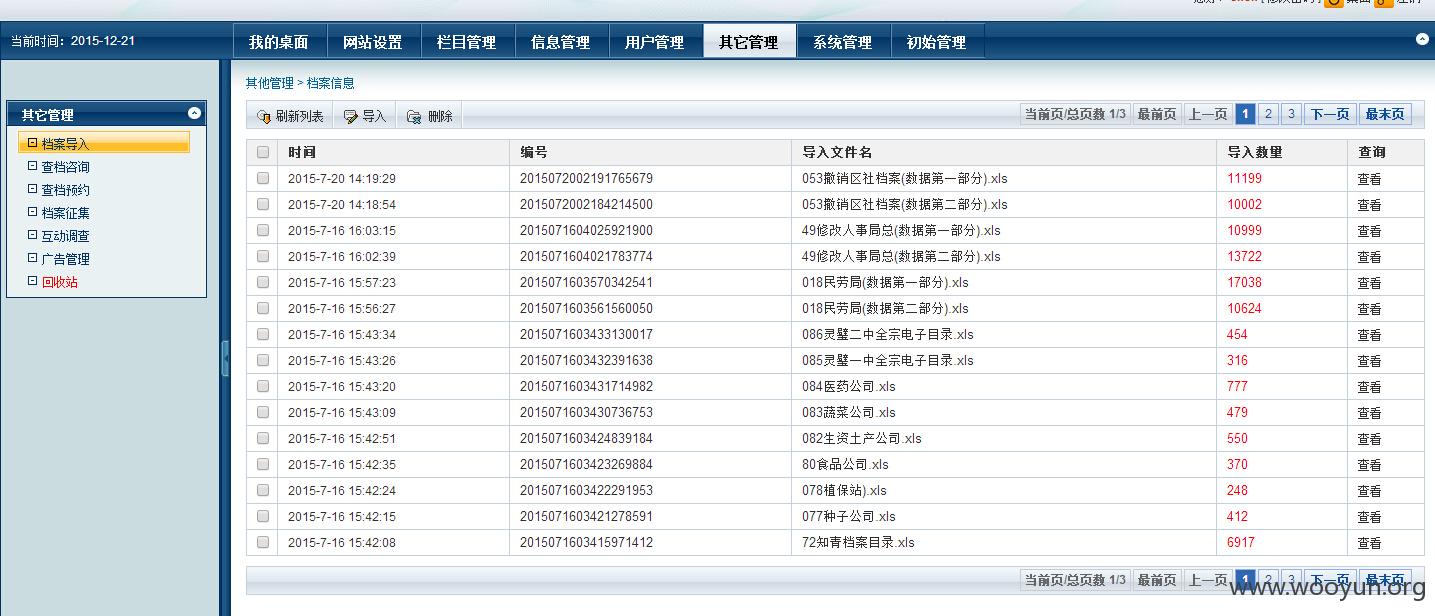 当前时间：2015-12-21
我的桌面 网站设置 栏目管理 信息管理 用户管理 其它管理 系统管理 初始管理
其它管理
档案导入
查档咨询
查档预约
档案征集
互动调查
广告管理
回收站
其他管理 > 档案信息
刷新列表 导入 删除 当前页/总页数 1/3 最前页 上一页 1 2 3 下一页 最末页
时间 编号 导入文件名 导入数量 查询
2015-7-20 14:19:29 2015072002191765679 053撤销区社档案(数据第一部分).xls 11199 查看
2015-7-20 14:18:54 2015072002184214500 053撤销区社档案(数据第二部分).xls 10002 查看
2015-7-16 16:03:15 2015071604025921900 49修改人事局总(数据第一部分).xls 10999 查看
2015-7-16 16:02:39 2015071604021783774 49修改人事局总(数据第二部分).xls 13722 查看
2015-7-16 15:57:23 2015071603570342541 018民劳局(数据第一部分).xls 17038 查看
2015-7-16 15:56:27 2015071603561560050 018民劳局(数据第二部分).xls 10624 查看
2015-7-16 15:43:34 2015071603433130017 086灵璧二中全宗电子目录.xls 454 查看
2015-7-16 15:43:26 2015071603432391638 085灵璧一中全宗电子目录.xls 316 查看
2015-7-16 15:43:20 2015071603431714982 084医药公司.xls 777 查看
2015-7-16 15:43:09 2015071603430736753 083蔬菜公司.xls 479 查看
2015-7-16 15:42:51 2015071603424839184 082生资土产公司.xls 550 查看
2015-7-16 15:42:35 2015071603423269884 80食品公司.xls 370 查看
2015-7-16 15:42:24 2015071603422291953 078植保站).xls 248 查看
2015-7-16 15:42:15 2015071603421278591 077种子公司.xls 412 查看
2015-7-16 15:42:08 2015071603415971412 72知青档案目录.xls 6917 查看
当前页/总页数 1/3 最前页 上一页 1 2 3 下一页 最末页
www.wooyun.org